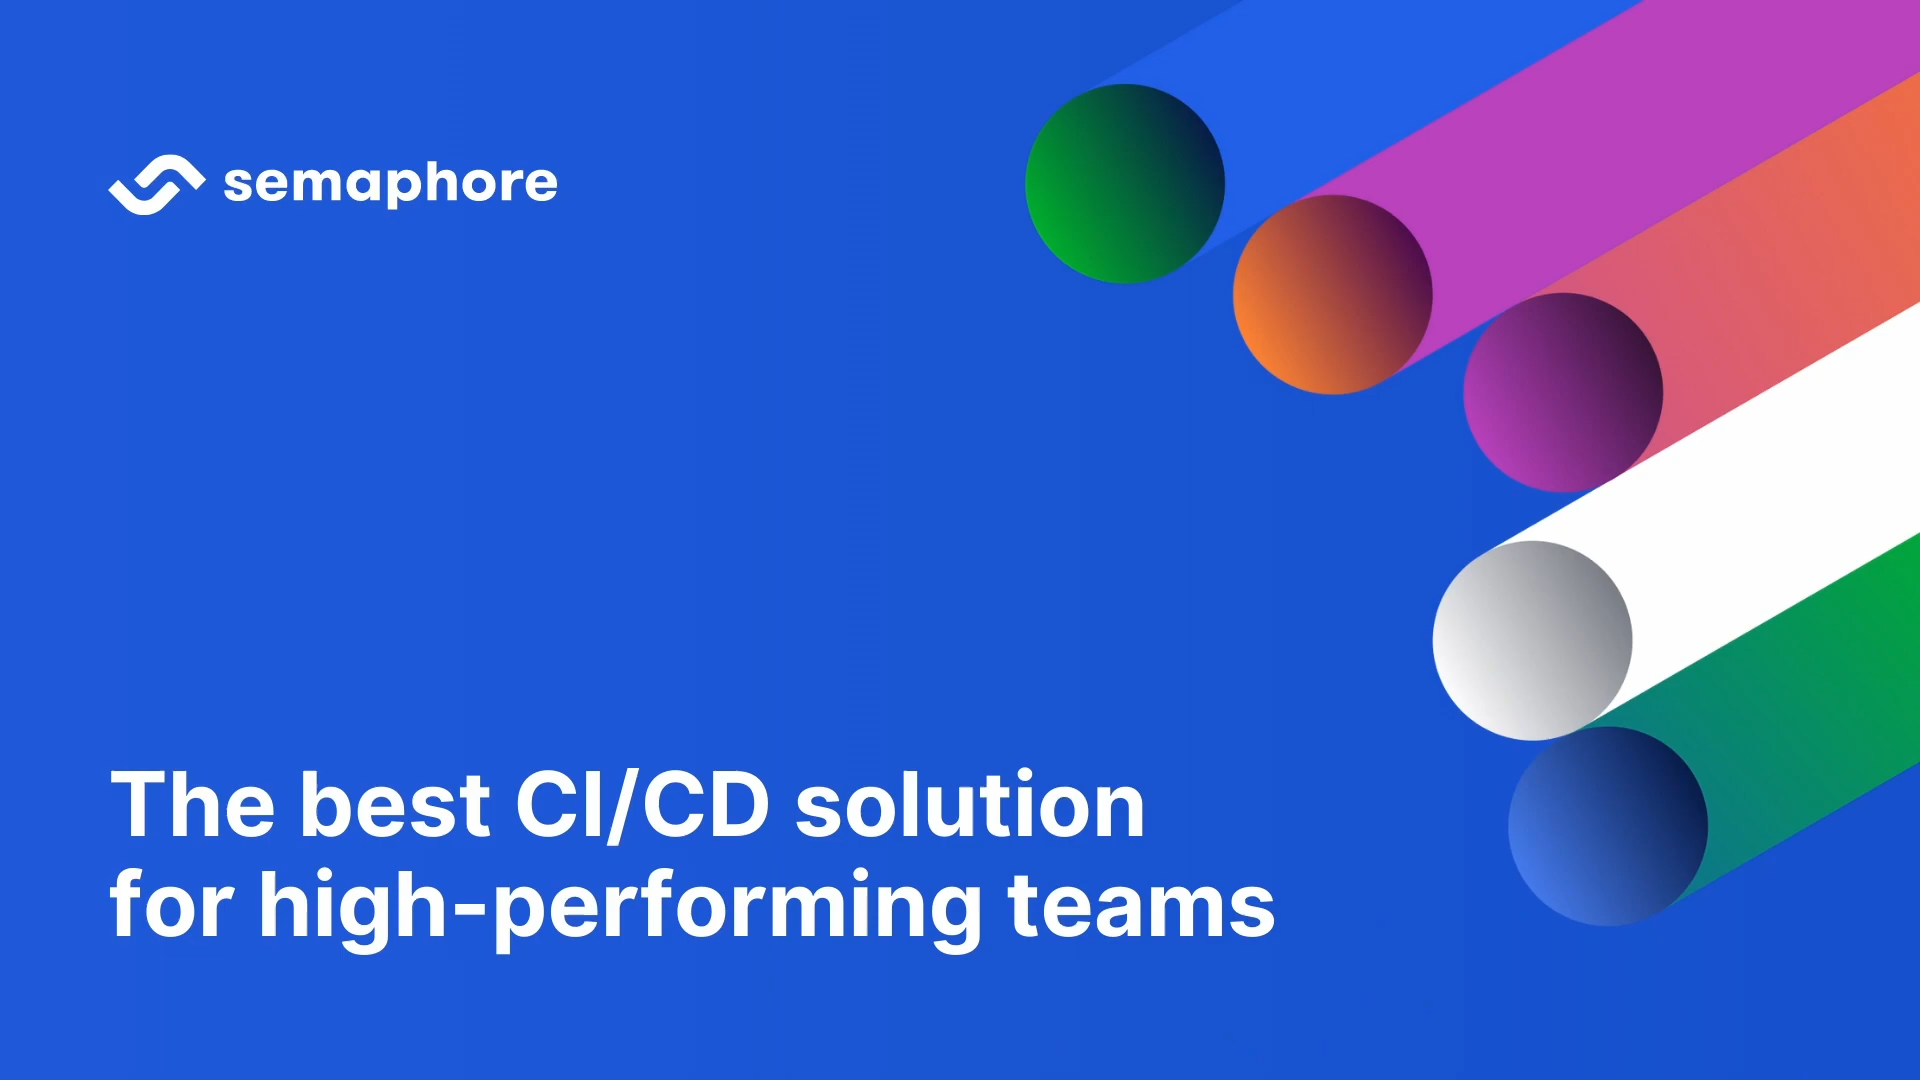 semaphore
The best CI/CD solution
for high-performing teams